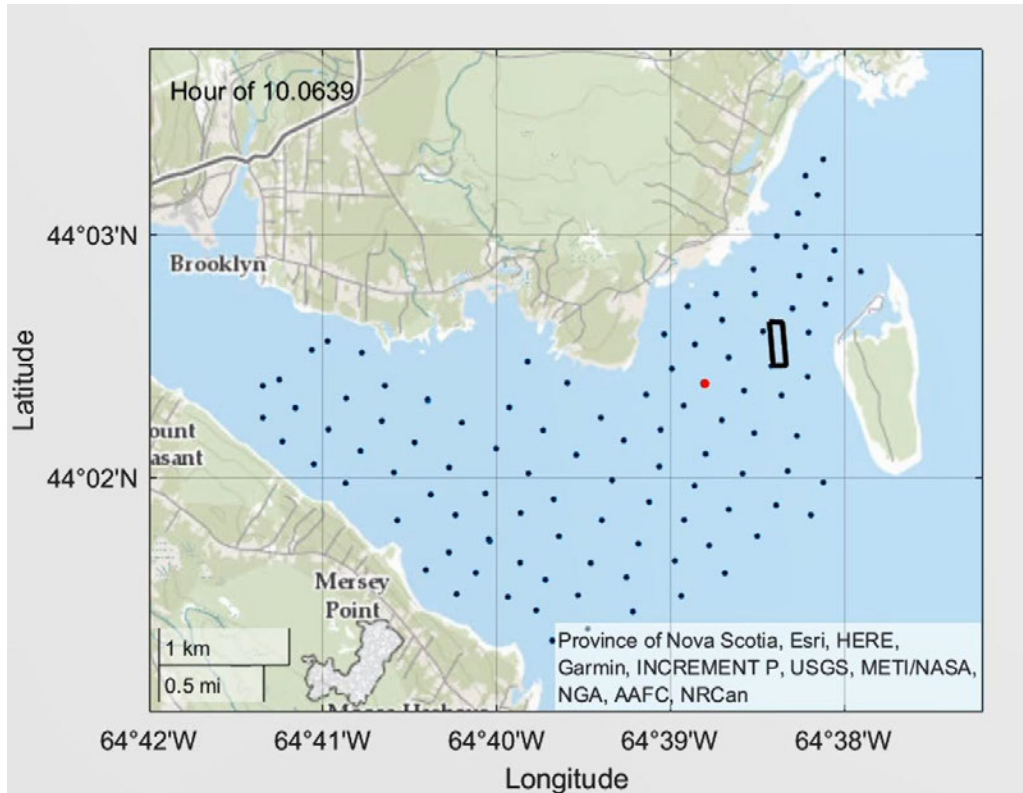 Hour of 10.0639
44°03'N
Brooklyn
Latitude
ount
asant
44°02'N
Mersey
Point
1 km
0.5 mi
Province of Nova Scotia, Esri, HERE,
Garmin, INCREMENT P, USGS, METI/NASA,
NGA, AAFC, NRCan
64°42'W
64°41'W
64°40'W
64°39'W
64°38'W
Longitude